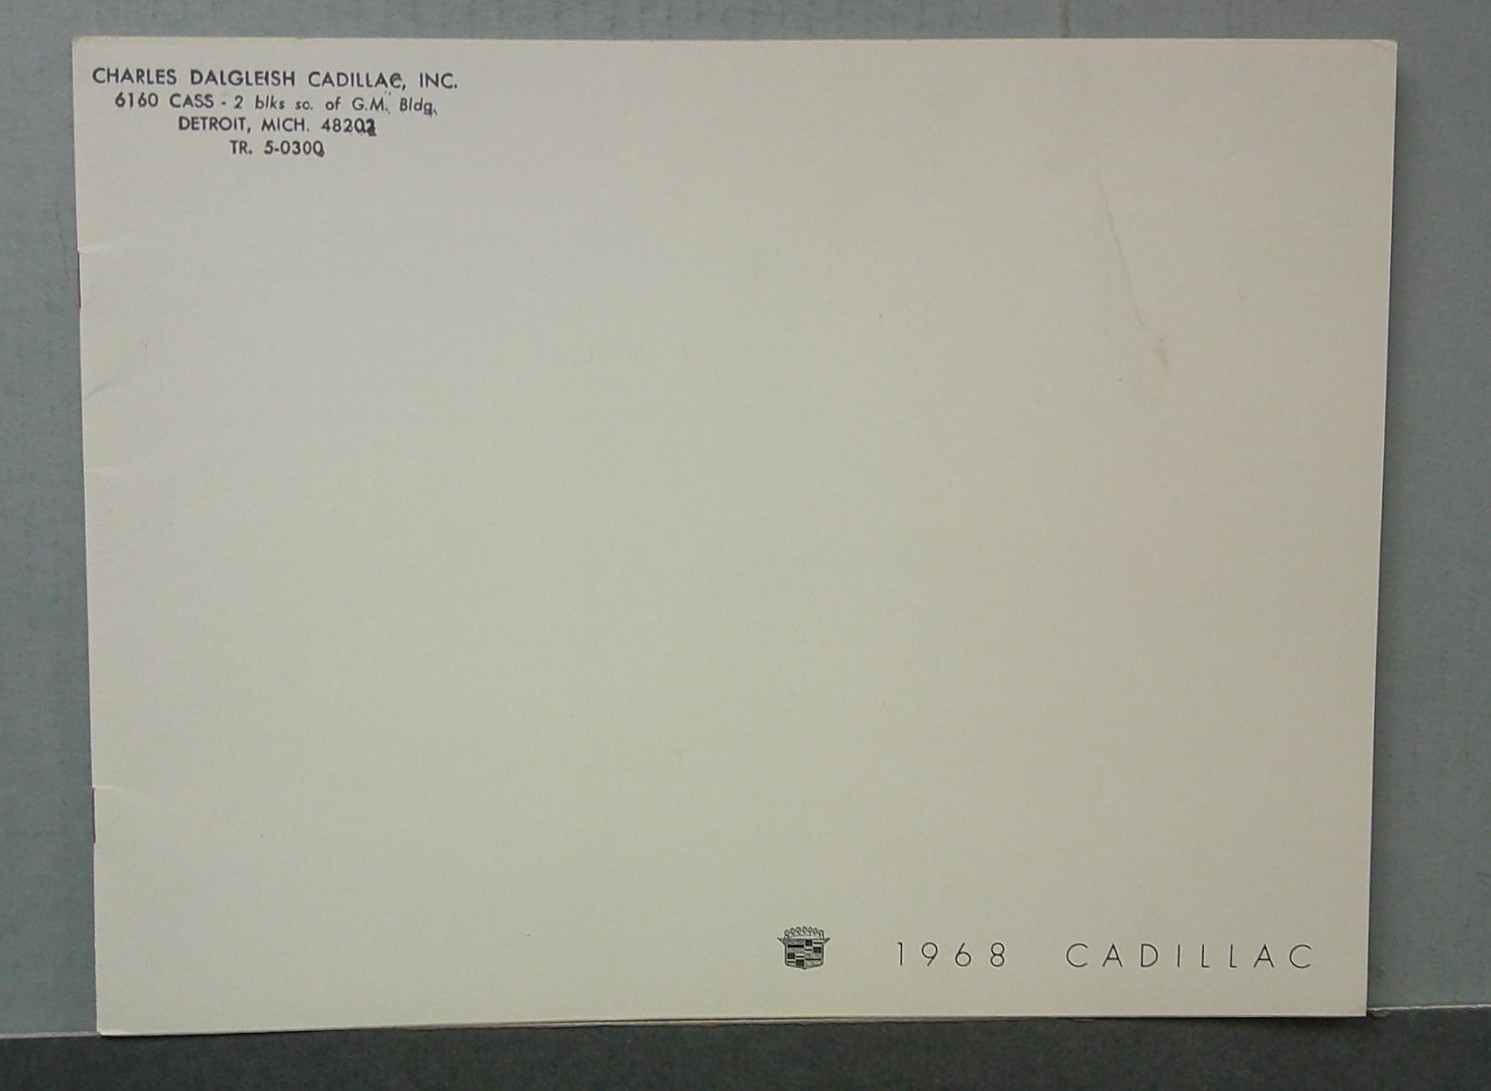 CHARLES DALGLEISH CADILLAC, INC.
6160 CASS - 2 blks so. of G.M. Bldg.
DETROIT, MICH. 48202
TR. 5-0300
1968 CADILLAC